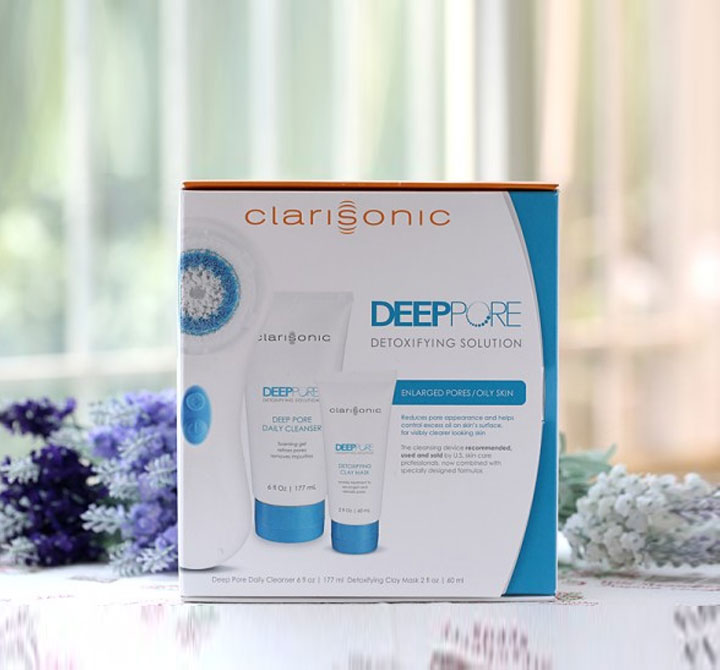 clarisonic
DEEPPORE
DETOXIFYING SOLUTION
ENLARGED PORES/OILY SKIN
Reduces pore appearance and helps
control excess oil on skin's surface,
for visibly clearer looking skin
The cleansing device recommended,
used and sold by U.S. skin care
professionals, now combined with
specially designed formulas
clarisonic
DEEPPORE
DETOXIFYING SOLUTION
DEEP PORE
DAILY CLEANSER
foaming gel
refines pores
removes impurities
6 fl Oz | 177 mL
clarisonic
DEEPPORE
DETOXIFYING SOLUTION
DETOXIFYING
CLAY MASK
2 fl Oz | 60 mL
Deep Pore Daily Cleanser 6 fl oz | 177 ml Detoxifying Clay Mask 2 fl oz | 60 ml